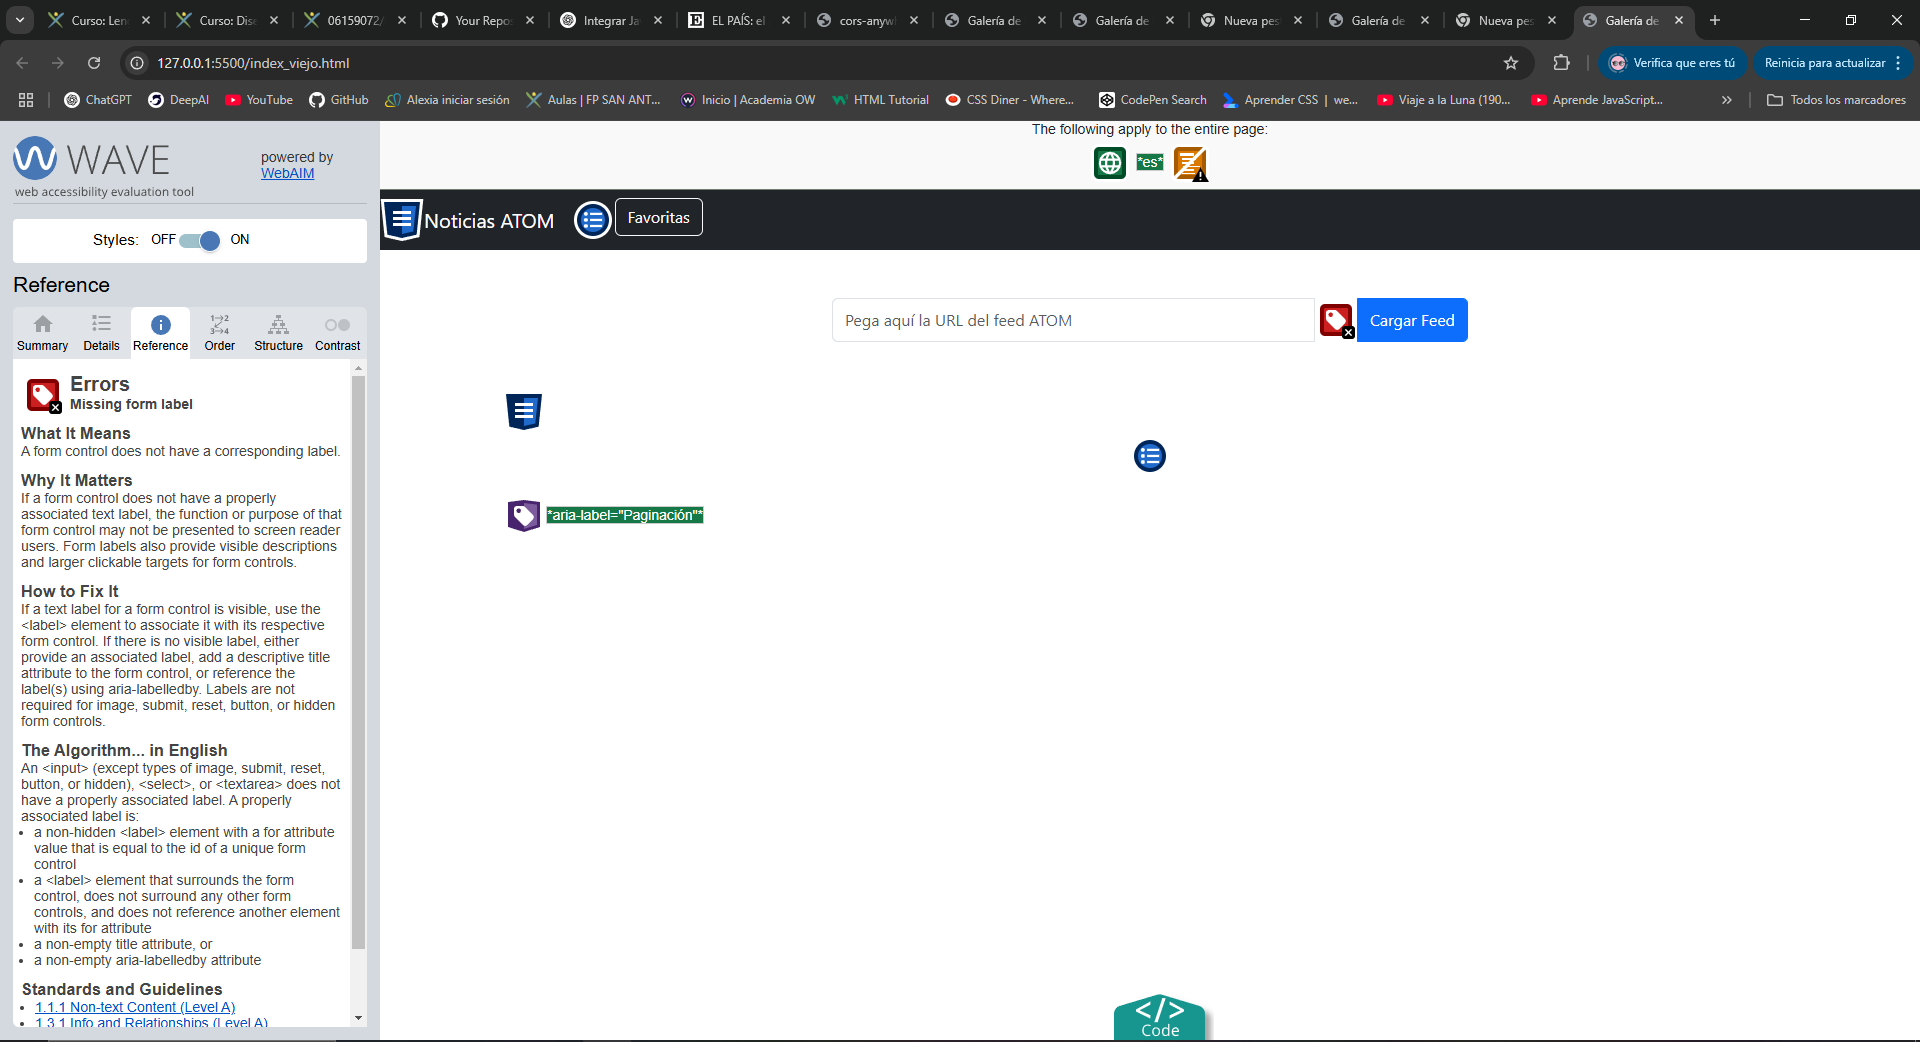 Curso: Len
Curso: Dise
06159072/
Your Repos
Integrar Ja
EL PAÍS: el
cors-anywh
Galería de
Galería de
Nueva pes
Galería de
Nueva pes
Galería de
127.0.0.1:5500/index_viejo.html
Verifica que eres tú
Reinicia para actualizar
ChatGPT
DeepAI
YouTube
GitHub
Alexia iniciar sesión
Aulas | FP SAN ANT...
Inicio | Academia OW
HTML Tutorial
CSS Diner - Where...
CodePen Search
Aprender CSS | we...
Viaje a la Luna (190...
Aprende JavaScript...
Todos los marcadores
WAVE
web accessibility evaluation tool
powered by
WebAIM
Styles: OFF ON
Reference
Summary
Details
Reference
Order
Structure
Contrast
Errors
Missing form label
What It Means
A form control does not have a corresponding label.
Why It Matters
If a form control does not have a properly
associated text label, the function or purpose of that
form control may not be presented to screen reader
users. Form labels also provide visible descriptions
and larger clickable targets for form controls.
How to Fix It
If a text label for a form control is visible, use the
<label> element to associate it with its respective
form control. If there is no visible label, either
provide an associated label, add a descriptive title
attribute to the form control, or reference the
label(s) using aria-labelledby. Labels are not
required for image, submit, reset, button, or hidden
form controls.
The Algorithm... in English
An <input> (except types of image, submit, reset,
button, or hidden), <select>, or <textarea> does not
have a properly associated label. A properly
associated label is:
a non-hidden <label> element with a for attribute
value that is equal to the id of a unique form
control
a <label> element that surrounds the form
control, does not surround any other form
controls, and does not reference another element
with its for attribute
a non-empty title attribute, or
a non-empty aria-labelledby attribute
Standards and Guidelines
1.1.1 Non-text Content (Level A)
1.3.1 Info and Relationships (Level A)
The following apply to the entire page:
*es*
Noticias ATOM
Favoritas
Pega aquí la URL del feed ATOM
Cargar Feed
*aria-label="Paginación"*
</>
Code